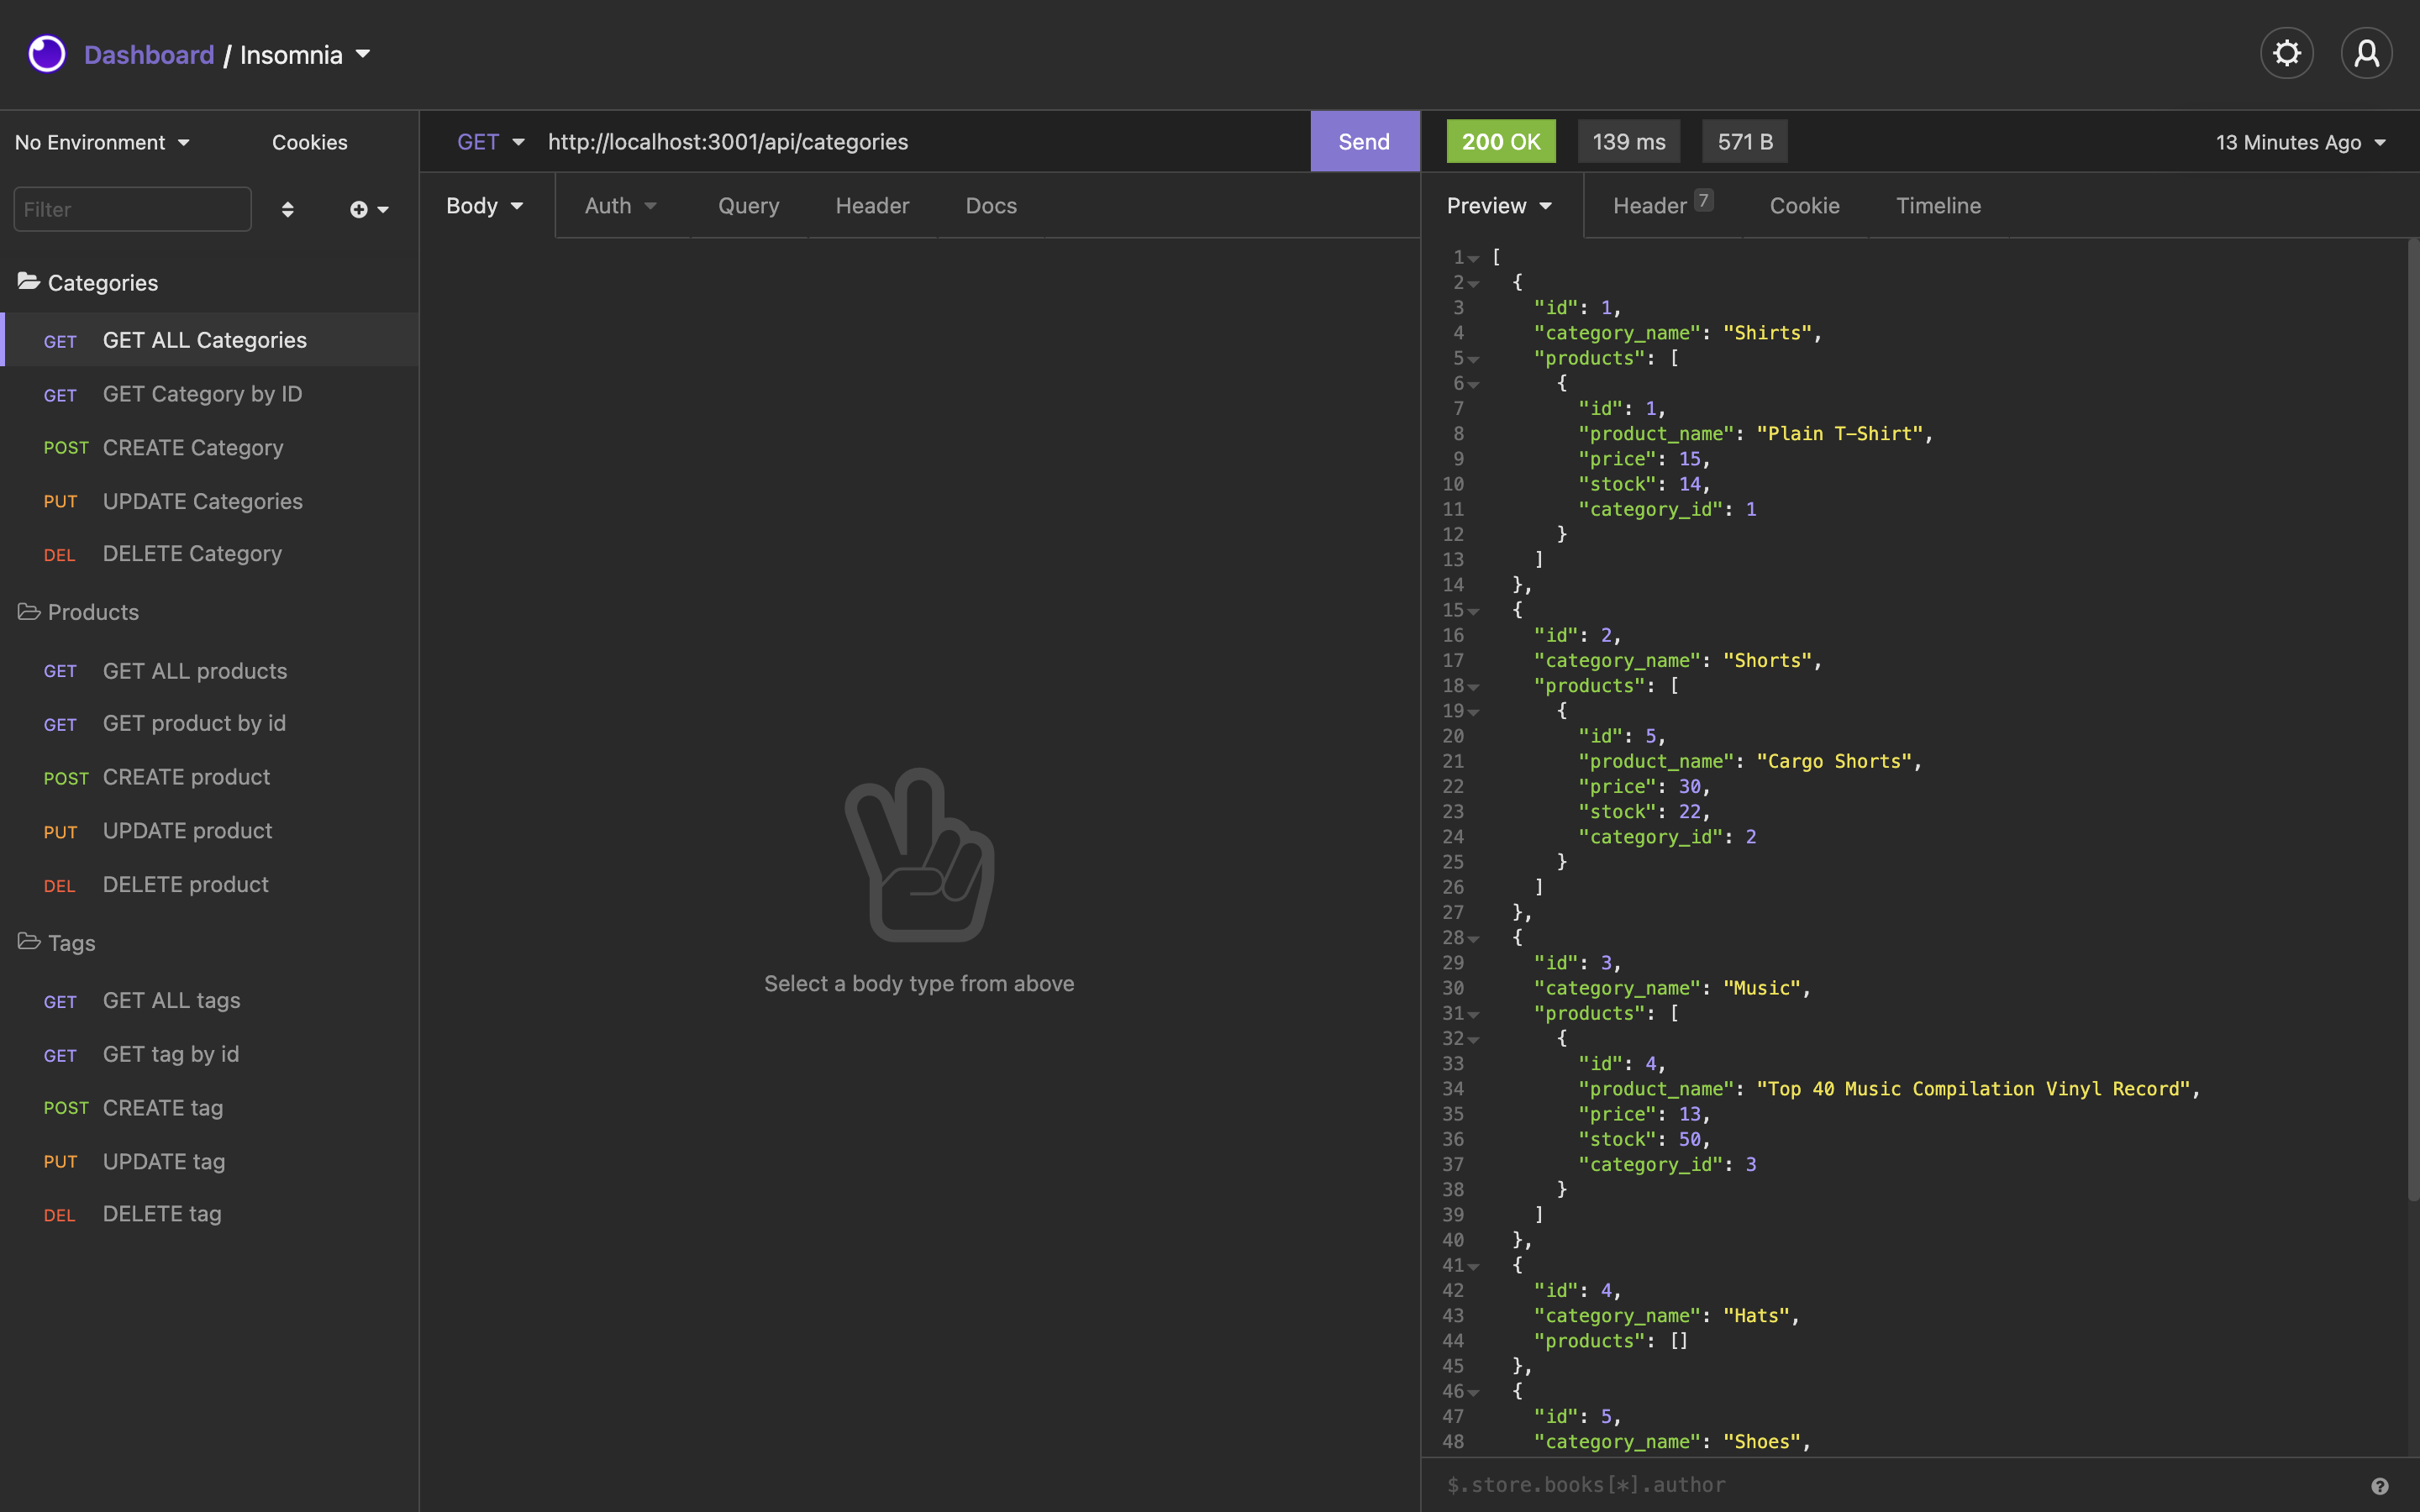 Dashboard / Insomnia
No Environment
Cookies
Filter
Categories
GET GET ALL Categories
GET GET Category by ID
POST CREATE Category
PUT UPDATE Categories
DEL DELETE Category
Products
GET GET ALL products
GET GET product by id
POST CREATE product
PUT UPDATE product
DEL DELETE product
Tags
GET GET ALL tags
GET GET tag by id
POST CREATE tag
PUT UPDATE tag
DEL DELETE tag
GET http://localhost:3001/api/categories Send
Body Auth Query Header Docs
Select a body type from above
200 OK 139 ms 571 B 13 Minutes Ago
Preview Header 7 Cookie Timeline
1 [
2 {
3 "id": 1,
4 "category_name": "Shirts",
5 "products": [
6 {
7 "id": 1,
8 "product_name": "Plain T-Shirt",
9 "price": 15,
10 "stock": 14,
11 "category_id": 1
12 }
13 ]
14 },
15 {
16 "id": 2,
17 "category_name": "Shorts",
18 "products": [
19 {
20 "id": 5,
21 "product_name": "Cargo Shorts",
22 "price": 30,
23 "stock": 22,
24 "category_id": 2
25 }
26 ]
27 },
28 {
29 "id": 3,
30 "category_name": "Music",
31 "products": [
32 {
33 "id": 4,
34 "product_name": "Top 40 Music Compilation Vinyl Record",
35 "price": 13,
36 "stock": 50,
37 "category_id": 3
38 }
39 ]
40 },
41 {
42 "id": 4,
43 "category_name": "Hats",
44 "products": []
45 },
46 {
47 "id": 5,
48 "category_name": "Shoes",
$.store.books[*].author